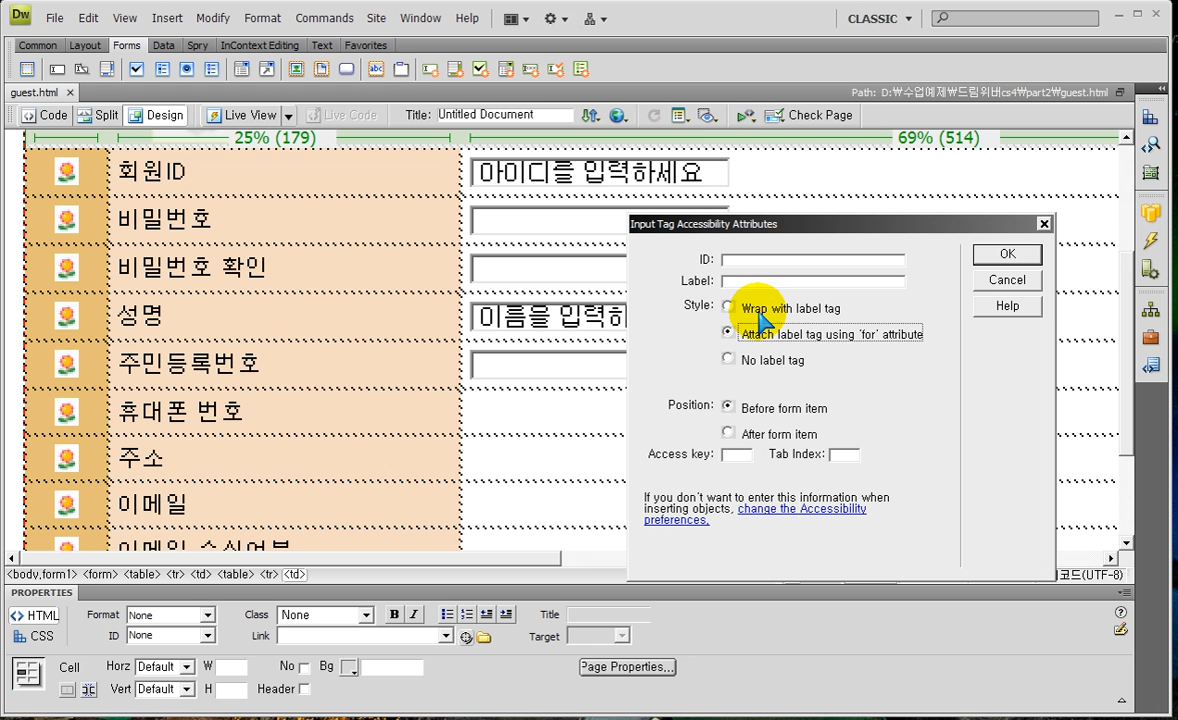 Dw File Edit View Insert Modify Format Commands Site Window Help CLASSIC
Common Layout Forms Data Spry InContext Editing Text Favorites
guest.html Path: D:₩수업예제₩드림위버cs4₩part2₩guest.html
Code Split Design Live View Live Code Title: Untitled Document Check Page
25% (179) 69% (514)
회원ID 아이디를 입력하세요
비밀번호
비밀번호 확인
성명 이름을 입력하
주민등록번호
휴대폰 번호
주소
이메일
이메일 수신여부
Input Tag Accessibility Attributes
ID: OK
Label: Cancel
Style: Wrap with label tag Help
Attach label tag using 'for' attribute
No label tag
Position: Before form item
After form item
Access key: Tab Index:
If you don't want to enter this information when
inserting objects, change the Accessibility
preferences.
<body,form1> <form> <table> <tr> <td> <table> <tr> <td> 코드(UTF-8)
PROPERTIES
<> HTML Format None Class None B I Title
CSS ID None Link Target
Cell Horz Default W No Bg Page Properties...
Vert Default H Header